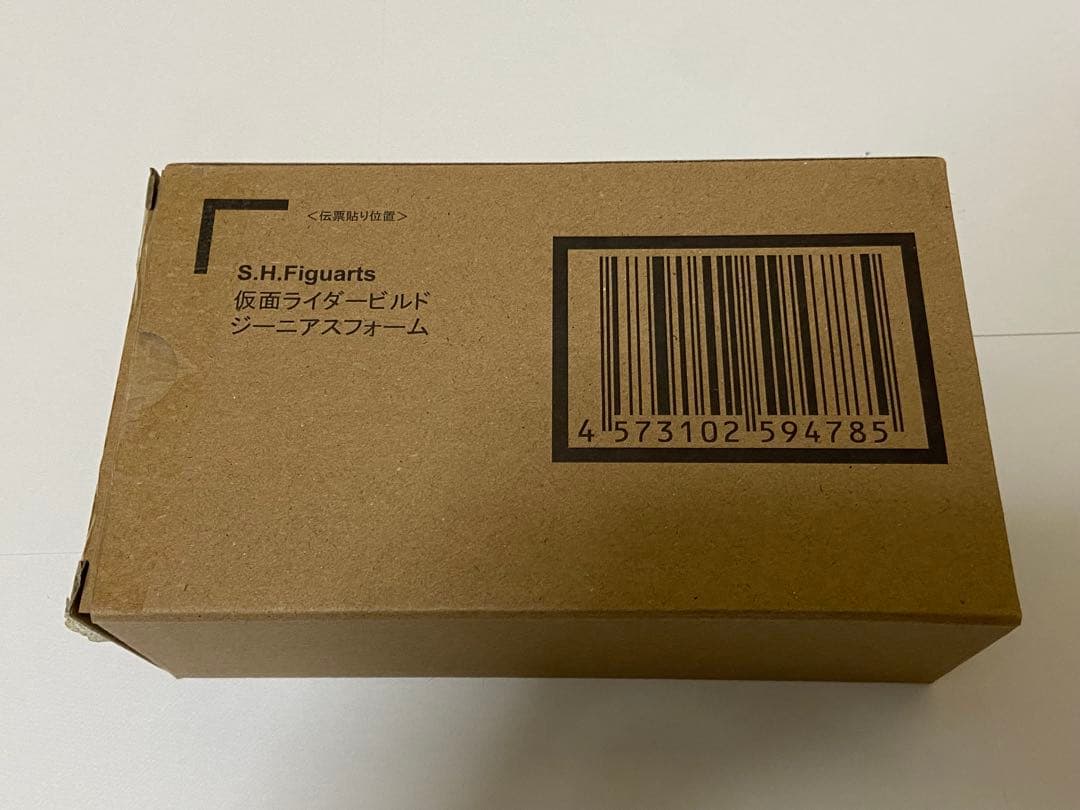 ＜伝票貼り位置＞
S.H.Figuarts
仮面ライダービルド
ジーニアスフォーム
4 573102 594785